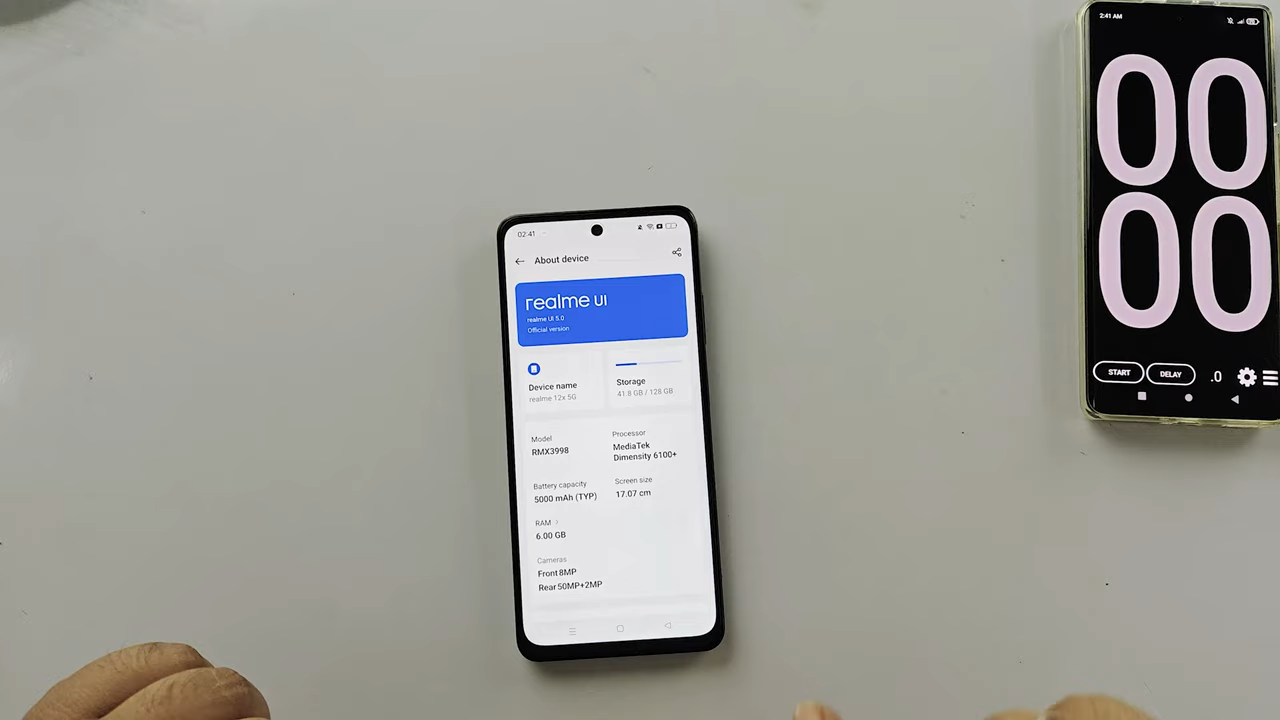 02:41
About device
realme UI
realme UI 5.0
Official version
Device name
realme 12x 5G
Storage
41.8 GB / 128 GB
Model
RMX3998
Processor
MediaTek
Dimensity 6100+
Battery capacity
5000 mAh (TYP)
Screen size
17.07 cm
RAM
6.00 GB
Cameras
Front 8MP
Rear 50MP+2MP
2:41 AM
00
00
START
DELAY
.0